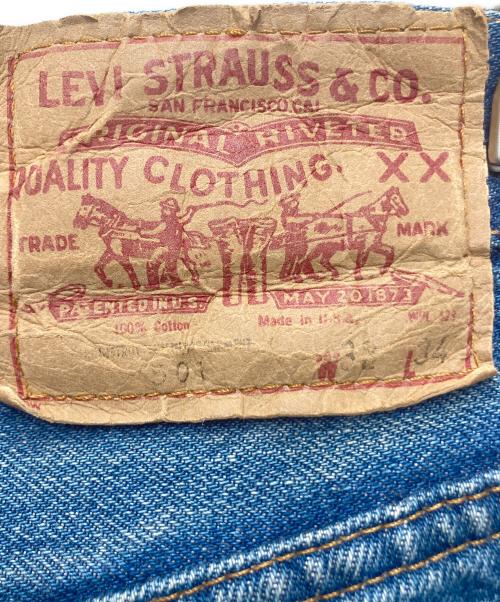 LEVI STRAUSS & CO.
SAN FRANCISCO, CAL
ORIGINAL RIVETED
QUALITY CLOTHING. XX
TRADE MARK
PATENTED IN U.S. MAY 20 1873
100% Cotton Made in U.S.A.
501 W L 34